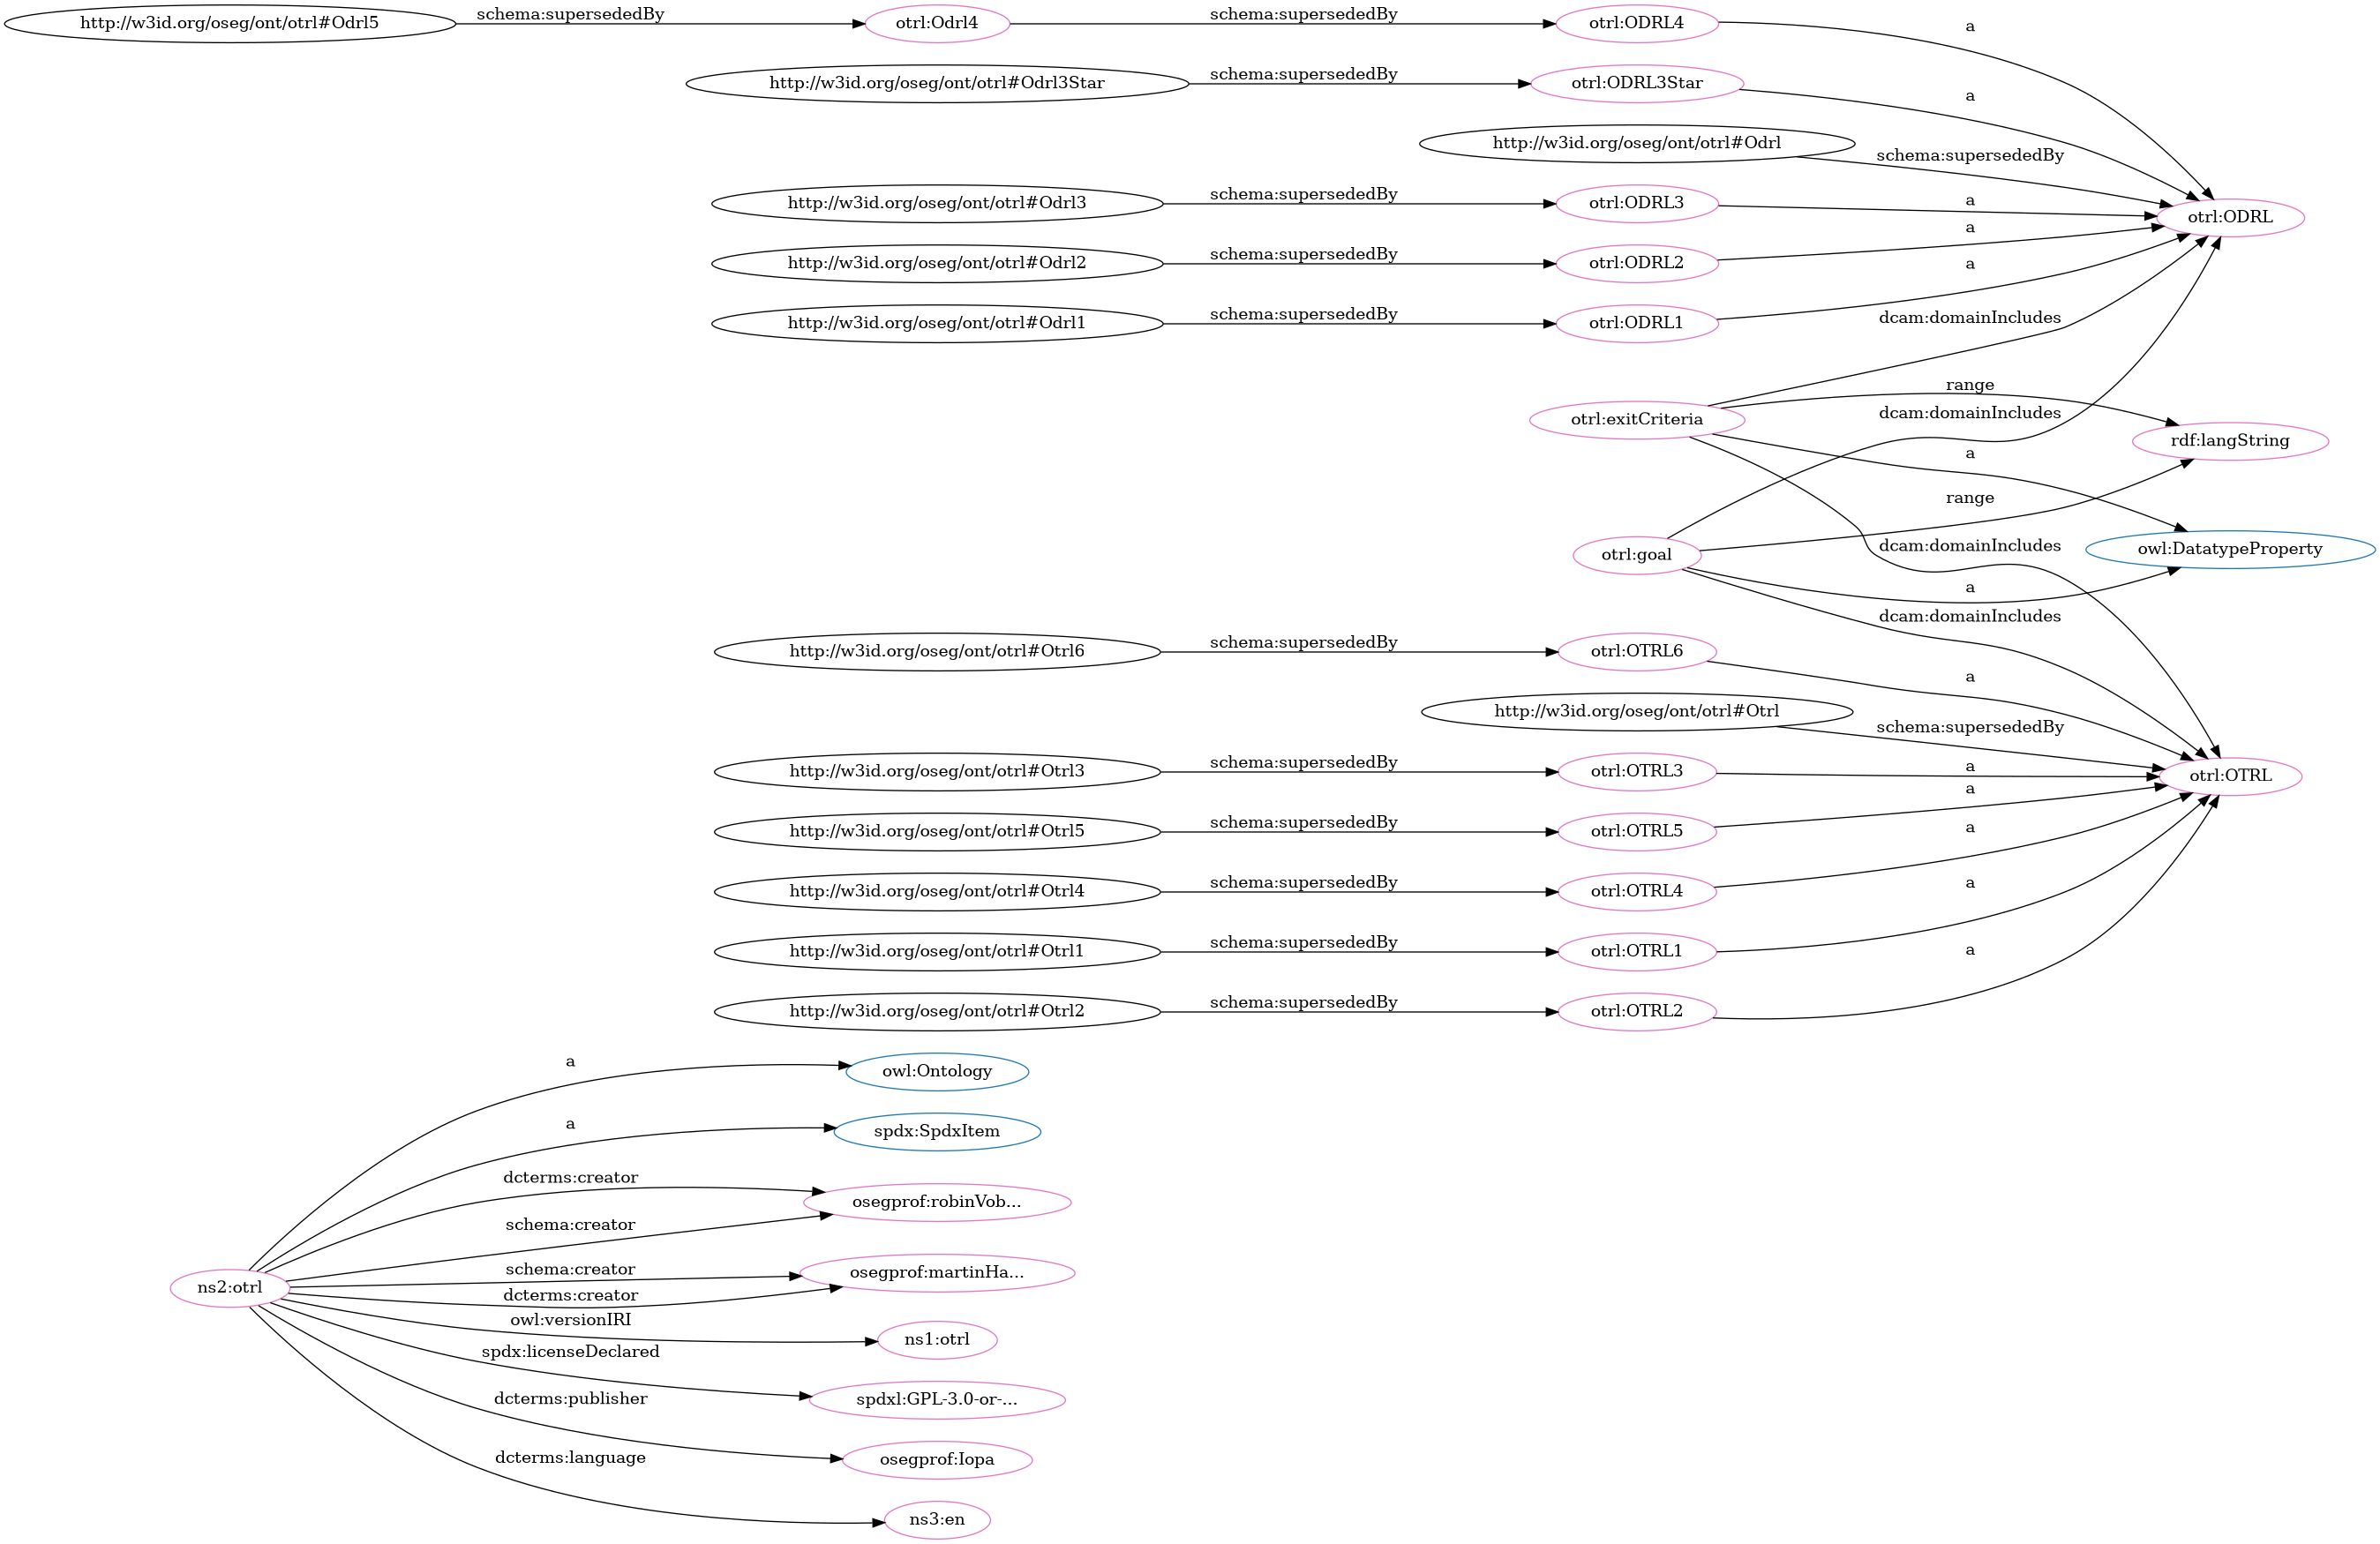 http://w3id.org/oseg/ont/otrl#Odrl5 schema:supersededBy otrl:Odrl4 schema:supersededBy otrl:ODRL4 a
http://w3id.org/oseg/ont/otrl#Odrl3Star schema:supersededBy otrl:ODRL3Star a
http://w3id.org/oseg/ont/otrl#Odrl schema:supersededBy
http://w3id.org/oseg/ont/otrl#Odrl3 schema:supersededBy otrl:ODRL3 a otrl:ODRL
http://w3id.org/oseg/ont/otrl#Odrl2 schema:supersededBy otrl:ODRL2 a
http://w3id.org/oseg/ont/otrl#Odrl1 schema:supersededBy otrl:ODRL1 a
dcam:domainIncludes
range
otrl:exitCriteria dcam:domainIncludes
rdf:langString
a
range
dcam:domainIncludes
otrl:goal owl:DatatypeProperty
a
dcam:domainIncludes
http://w3id.org/oseg/ont/otrl#Otrl6 schema:supersededBy otrl:OTRL6 a
http://w3id.org/oseg/ont/otrl#Otrl schema:supersededBy
http://w3id.org/oseg/ont/otrl#Otrl3 schema:supersededBy otrl:OTRL3 a otrl:OTRL
http://w3id.org/oseg/ont/otrl#Otrl5 schema:supersededBy otrl:OTRL5 a
http://w3id.org/oseg/ont/otrl#Otrl4 schema:supersededBy otrl:OTRL4 a
http://w3id.org/oseg/ont/otrl#Otrl1 schema:supersededBy otrl:OTRL1 a
http://w3id.org/oseg/ont/otrl#Otrl2 schema:supersededBy otrl:OTRL2 a
a owl:Ontology
a spdx:SpdxItem
dcterms:creator osegprof:robinVob...
schema:creator
ns2:otrl schema:creator osegprof:martinHa...
dcterms:creator
owl:versionIRI ns1:otrl
spdx:licenseDeclared
dcterms:publisher spdxl:GPL-3.0-or-...
dcterms:language osegprof:Iopa
ns3:en